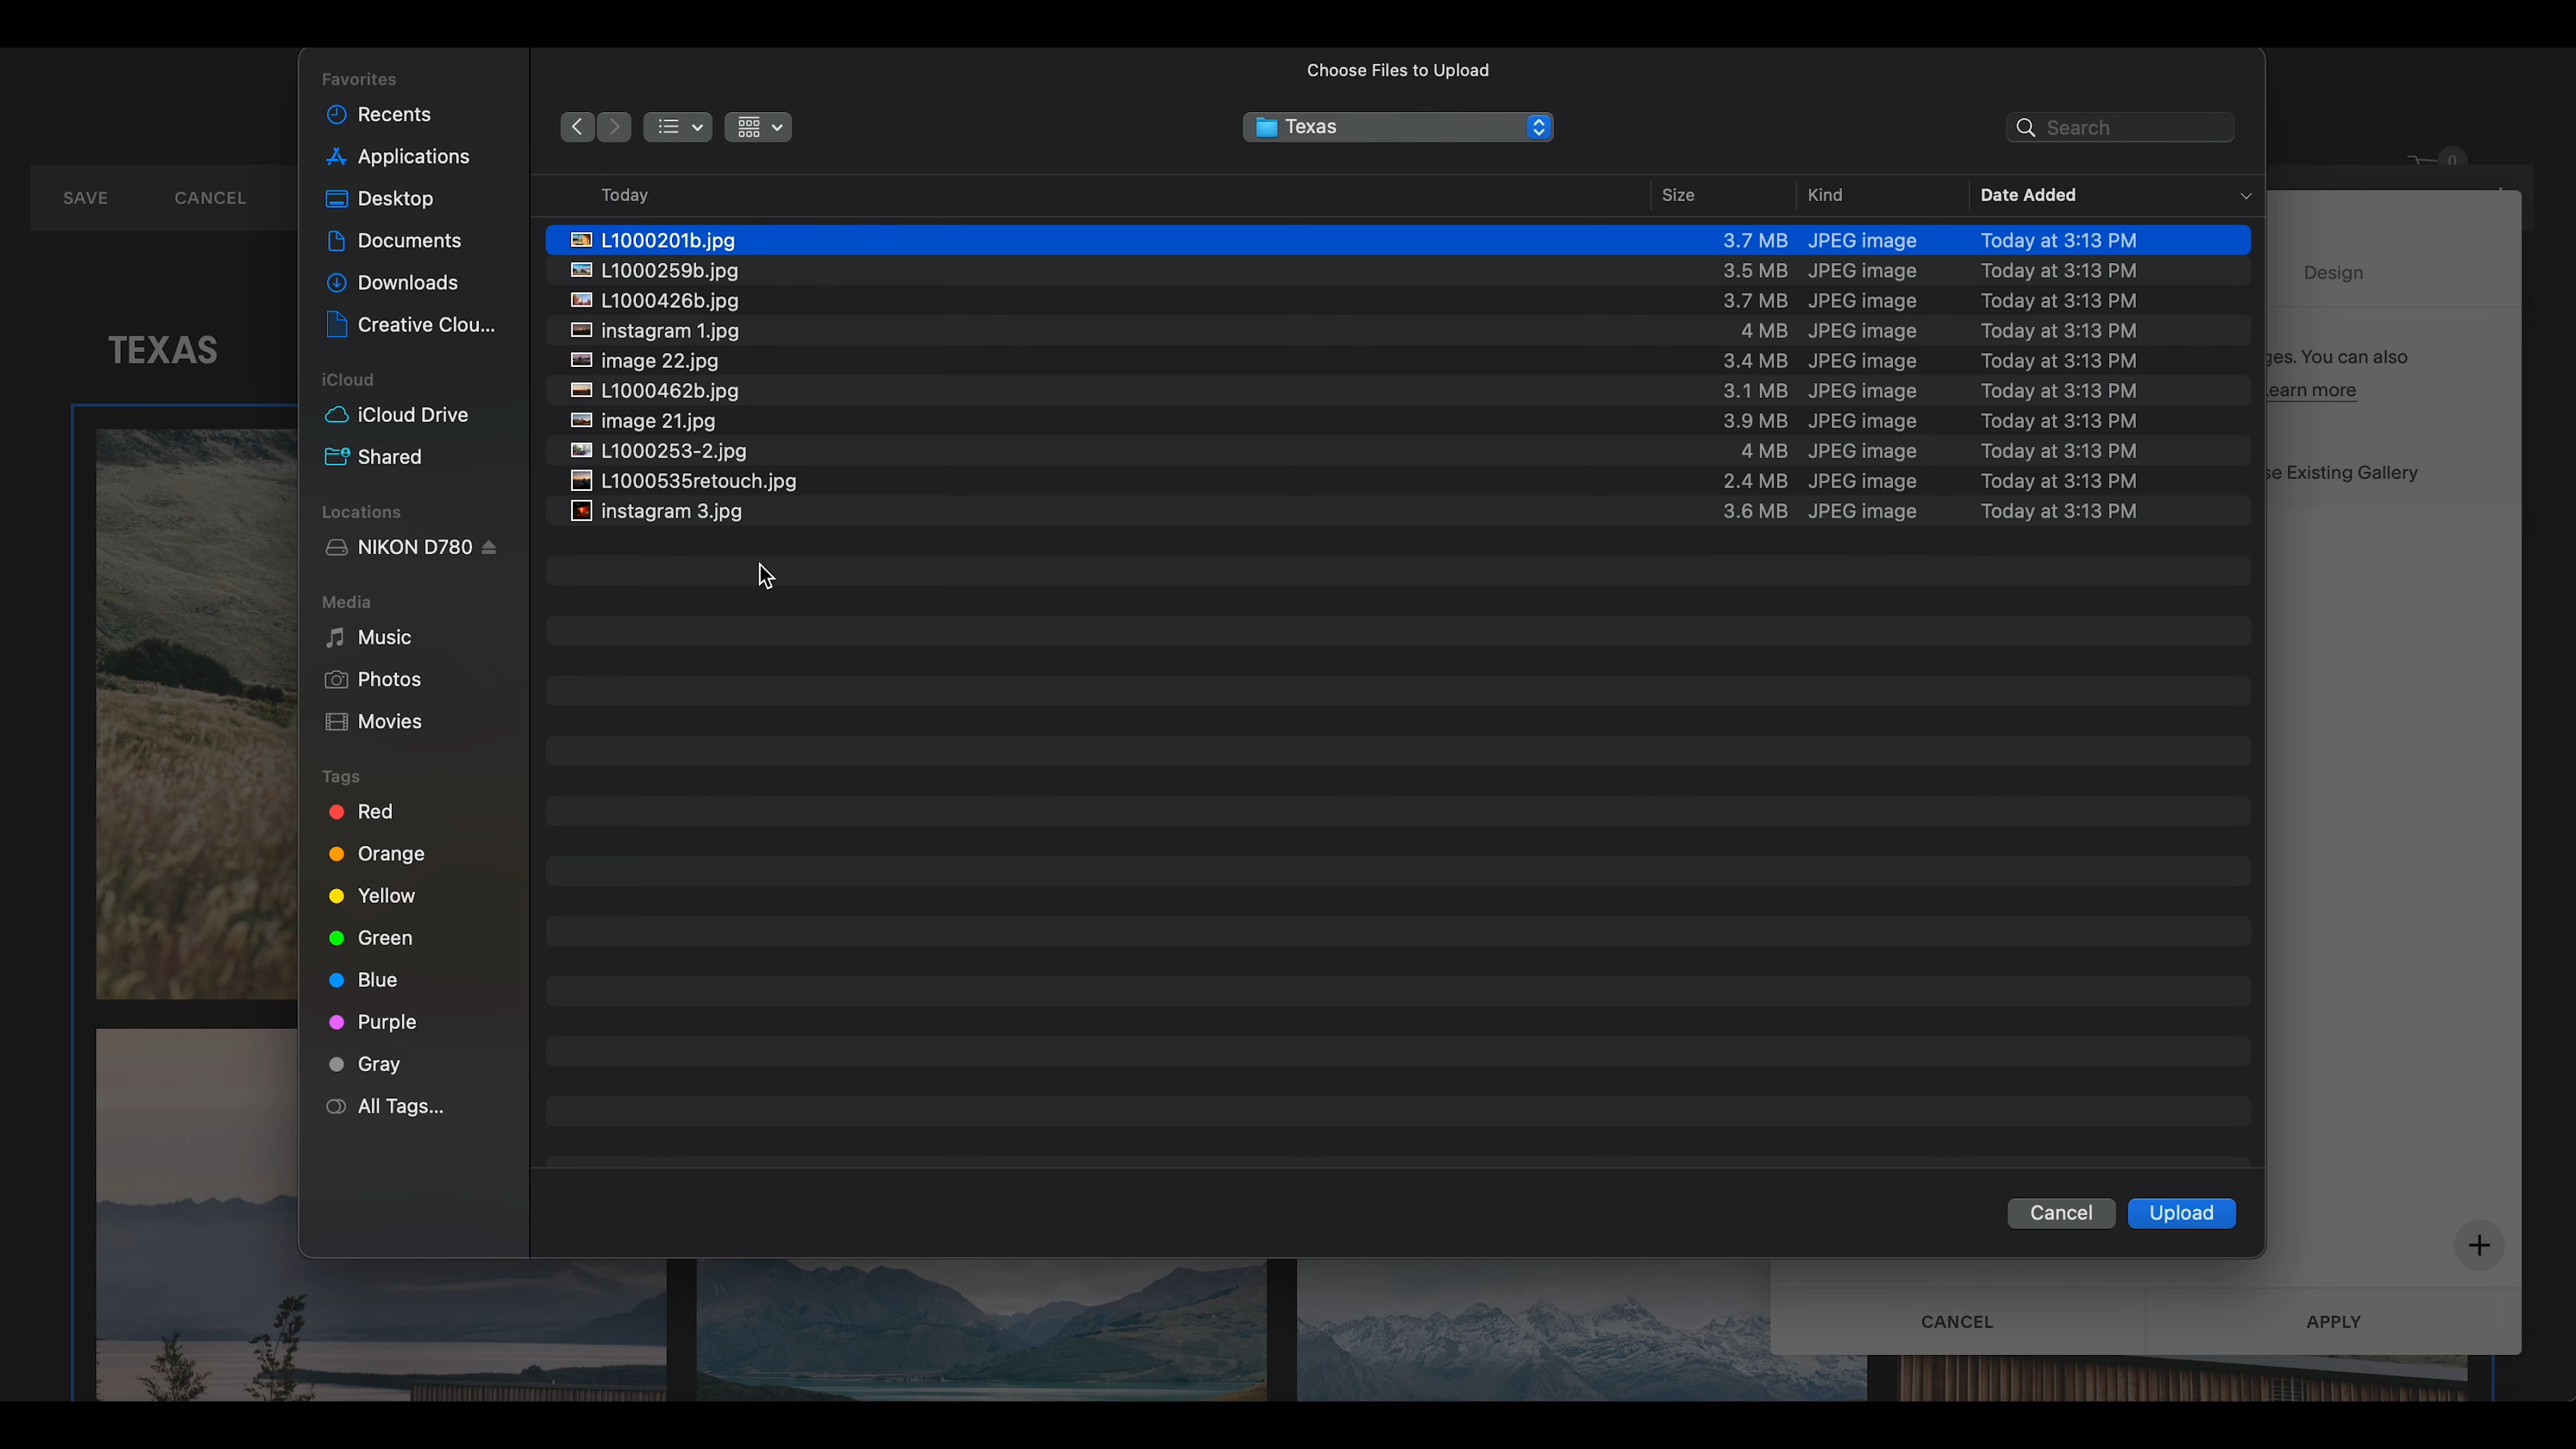 Choose Files to Upload
Favorites
Recents
Applications
Desktop
Documents
Downloads
Creative Clou...
iCloud
iCloud Drive
Shared
Locations
NIKON D780
Media
Music
Photos
Movies
Tags
Red
Orange
Yellow
Green
Blue
Purple
Gray
All Tags...
Texas
Search
Today Size Kind Date Added
L1000201b.jpg 3.7 MB JPEG image Today at 3:13 PM
L1000259b.jpg 3.5 MB JPEG image Today at 3:13 PM
L1000426b.jpg 3.7 MB JPEG image Today at 3:13 PM
instagram 1.jpg 4 MB JPEG image Today at 3:13 PM
image 22.jpg 3.4 MB JPEG image Today at 3:13 PM
L1000462b.jpg 3.1 MB JPEG image Today at 3:13 PM
image 21.jpg 3.9 MB JPEG image Today at 3:13 PM
L1000253-2.jpg 4 MB JPEG image Today at 3:13 PM
L1000535retouch.jpg 2.4 MB JPEG image Today at 3:13 PM
instagram 3.jpg 3.6 MB JPEG image Today at 3:13 PM
Cancel Upload
SAVE CANCEL
TEXAS
0
Design
ges. You can also
earn more
se Existing Gallery
CANCEL APPLY